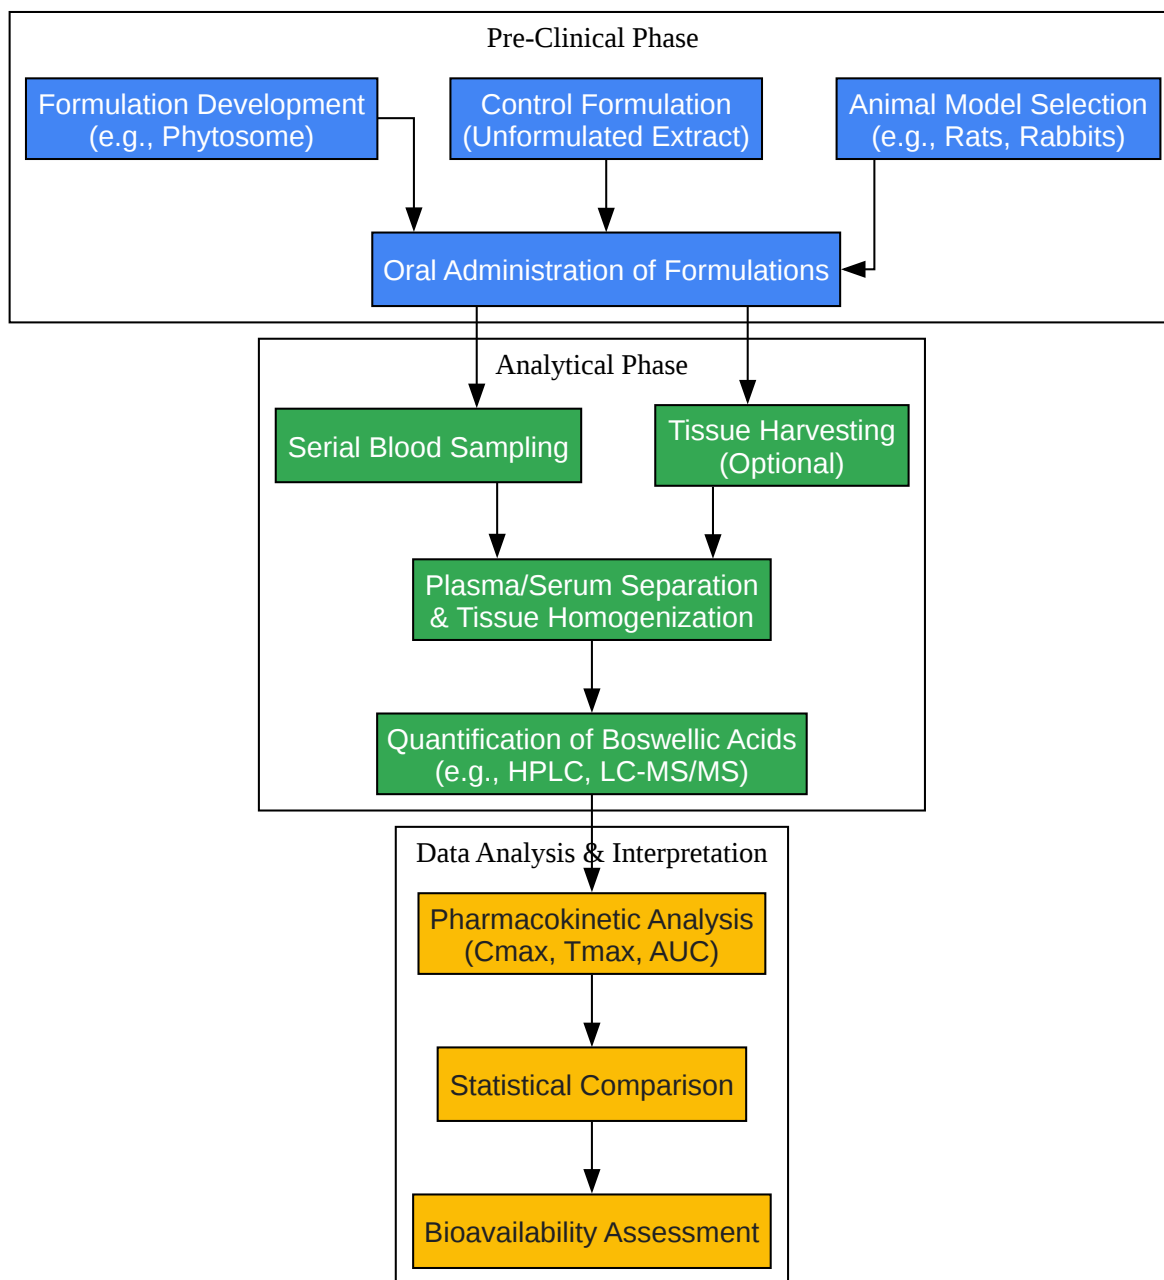 Pre-Clinical Phase
Formulation Development
(e.g., Phytosome)
Control Formulation
(Unformulated Extract)
Animal Model Selection
(e.g., Rats, Rabbits)
Oral Administration of Formulations
Analytical Phase
Serial Blood Sampling
Tissue Harvesting
(Optional)
Plasma/Serum Separation
& Tissue Homogenization
Quantification of Boswellic Acids
(e.g., HPLC, LC-MS/MS)
Data Analysis & Interpretation
Pharmacokinetic Analysis
(Cmax, Tmax, AUC)
Statistical Comparison
Bioavailability Assessment